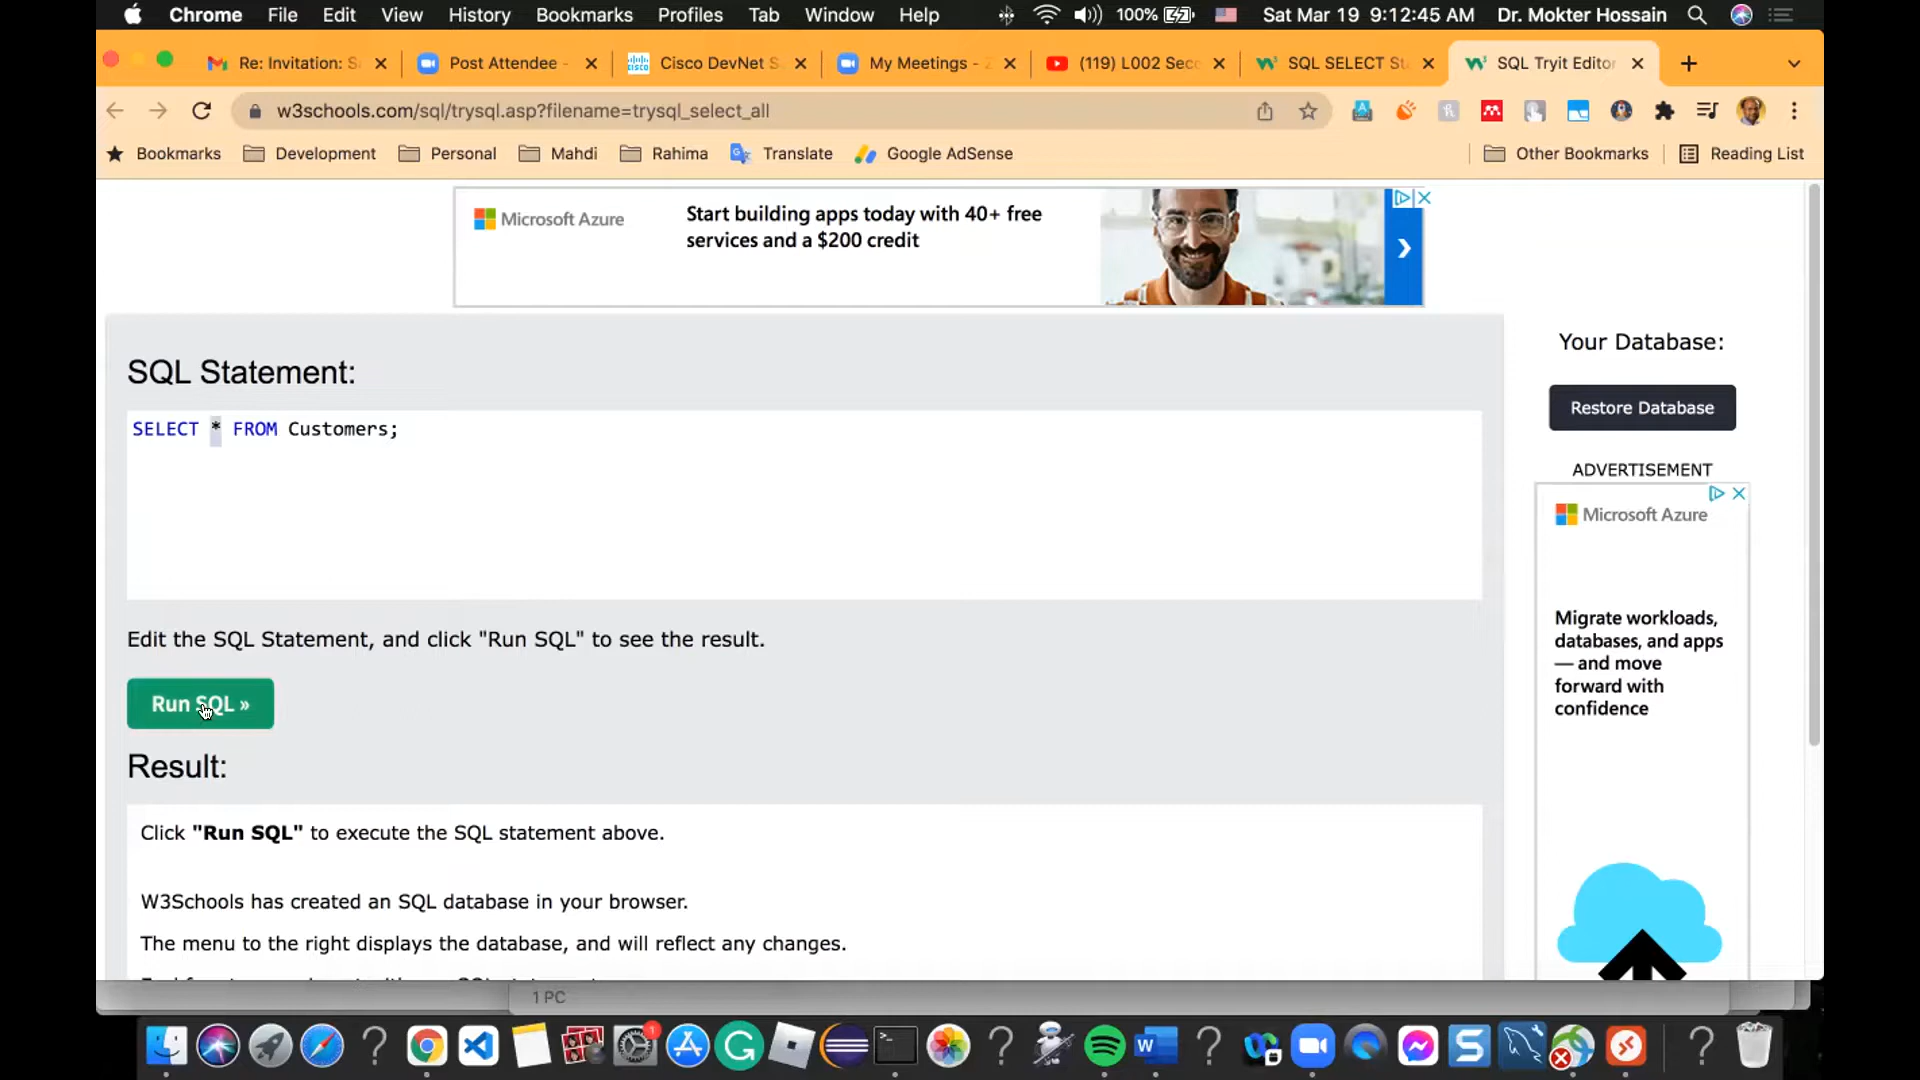 Chrome File Edit View History Bookmarks Profiles Tab Window Help 100% Sat Mar 19 9:12:45 AM Dr. Mokter Hossain
Re: Invitation: S Post Attendee - Cisco DevNet S My Meetings - (119) L002 Sec SQL SELECT St SQL Tryit Editor
w3schools.com/sql/trysql.asp?filename=trysql_select_all
Bookmarks Development Personal Mahdi Rahima Translate Google AdSense Other Bookmarks Reading List
Microsoft Azure
Start building apps today with 40+ free
services and a $200 credit
SQL Statement:
SELECT * FROM Customers;
Edit the SQL Statement, and click "Run SQL" to see the result.
Run SQL »
Result:
Click "Run SQL" to execute the SQL statement above.
W3Schools has created an SQL database in your browser.
The menu to the right displays the database, and will reflect any changes.
Your Database:
Restore Database
ADVERTISEMENT
Microsoft Azure
Migrate workloads,
databases, and apps
— and move
forward with
confidence
1 PC